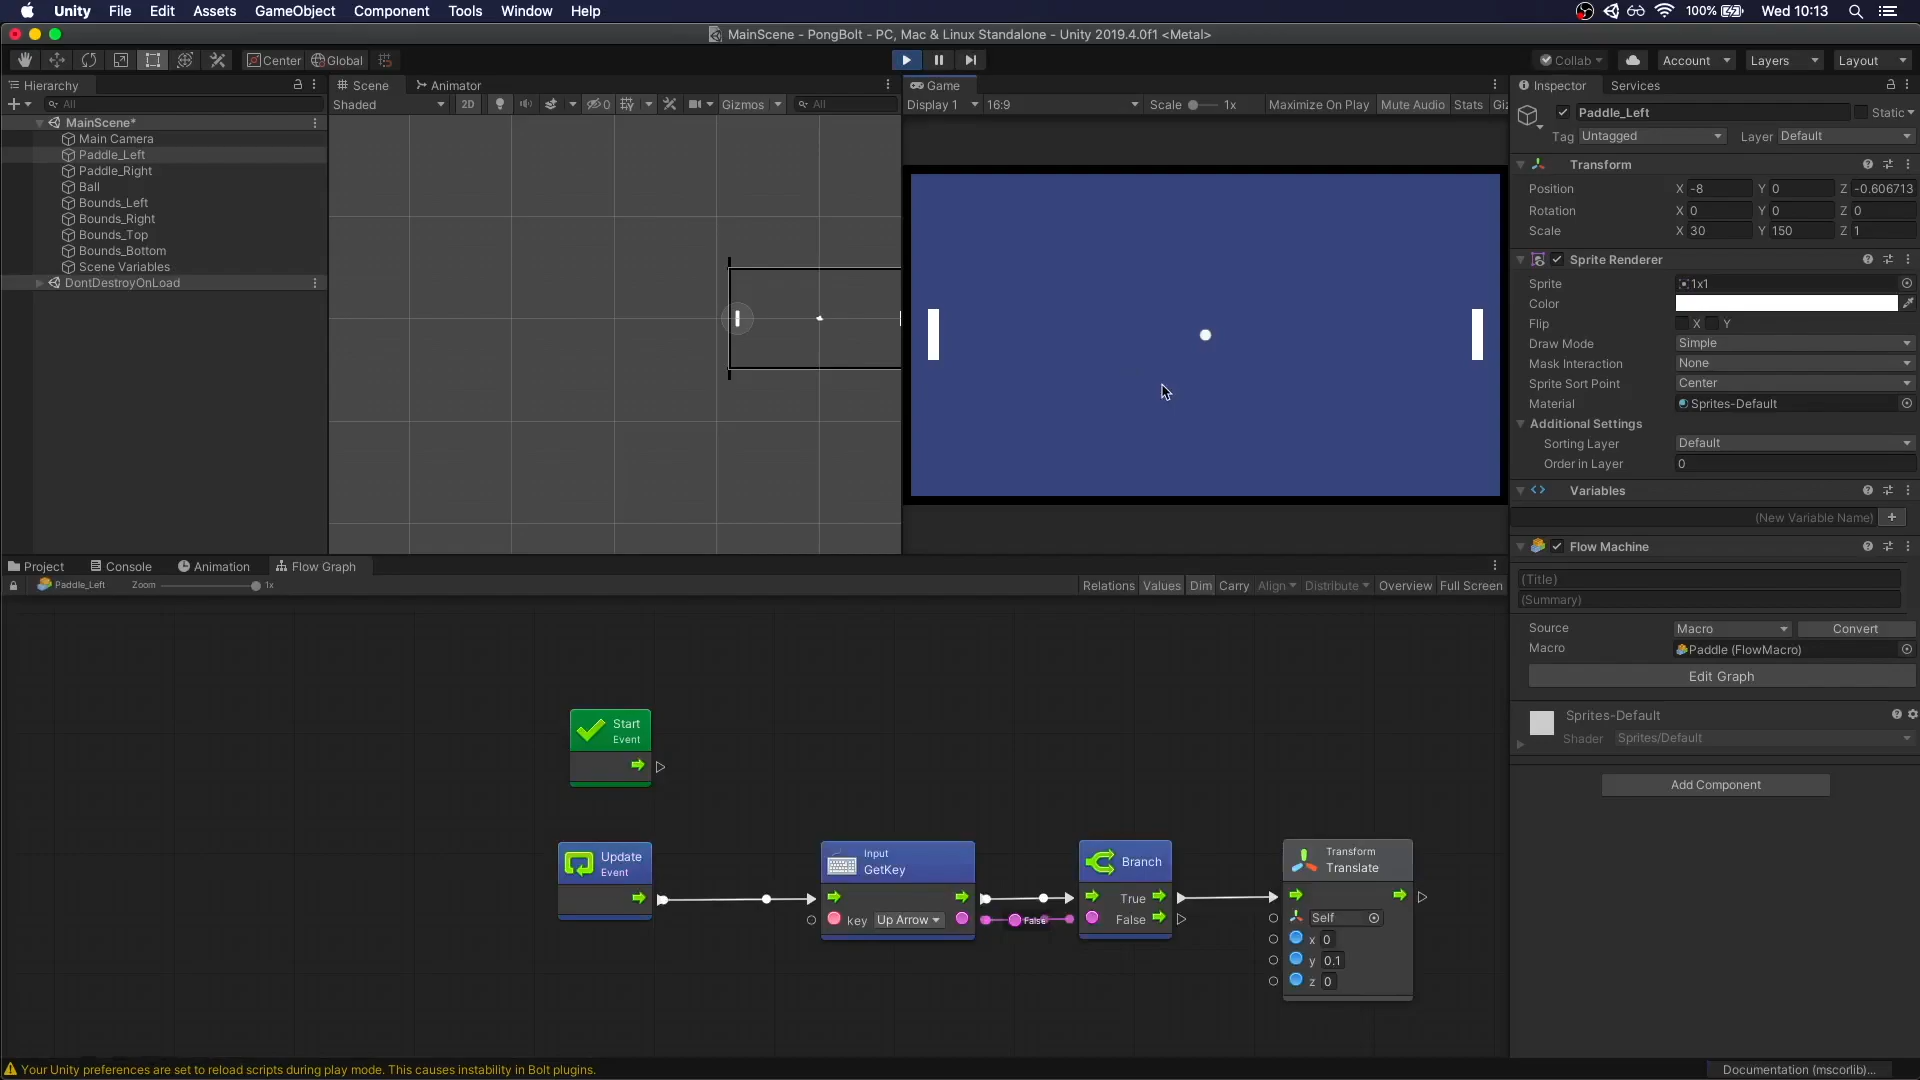 Unity File Edit Assets GameObject Component Tools Window Help
100% Wed 10:13
MainScene - PongBolt - PC, Mac & Linux Standalone - Unity 2019.4.0f1 <Metal>
Center Global
Collab Account Layers Layout
Hierarchy
All
MainScene*
Main Camera
Paddle_Left
Paddle_Right
Ball
Bounds_Left
Bounds_Right
Bounds_Top
Bounds_Bottom
Scene Variables
DontDestroyOnLoad
Scene Animator
Shaded 2D 0 Gizmos All
Game
Display 1 16:9 Scale 1x Maximize On Play Mute Audio Stats Giz
Inspector Services
Paddle_Left Static
Tag Untagged Layer Default
Transform
Position X -8 Y 0 Z -0.606713
Rotation X 0 Y 0 Z 0
Scale X 30 Y 150 Z 1
Sprite Renderer
Sprite 1x1
Color
Flip X Y
Draw Mode Simple
Mask Interaction None
Sprite Sort Point Center
Material Sprites-Default
Additional Settings
Sorting Layer Default
Order in Layer 0
Variables
(New Variable Name) +
Flow Machine
(Title)
(Summary)
Source Macro Convert
Macro Paddle (FlowMacro)
Edit Graph
Sprites-Default
Shader Sprites/Default
Add Component
Project Console Animation Flow Graph
Paddle_Left Zoom 1x
Relations Values Dim Carry Align Distribute Overview Full Screen
Start
Event
Update
Event
Input
GetKey
key Up Arrow
False
Branch
True
False
Transform
Translate
Self
x 0
y 0.1
z 0
Your Unity preferences are set to reload scripts during play mode. This causes instability in Bolt plugins.
Documentation (mscorlib)...